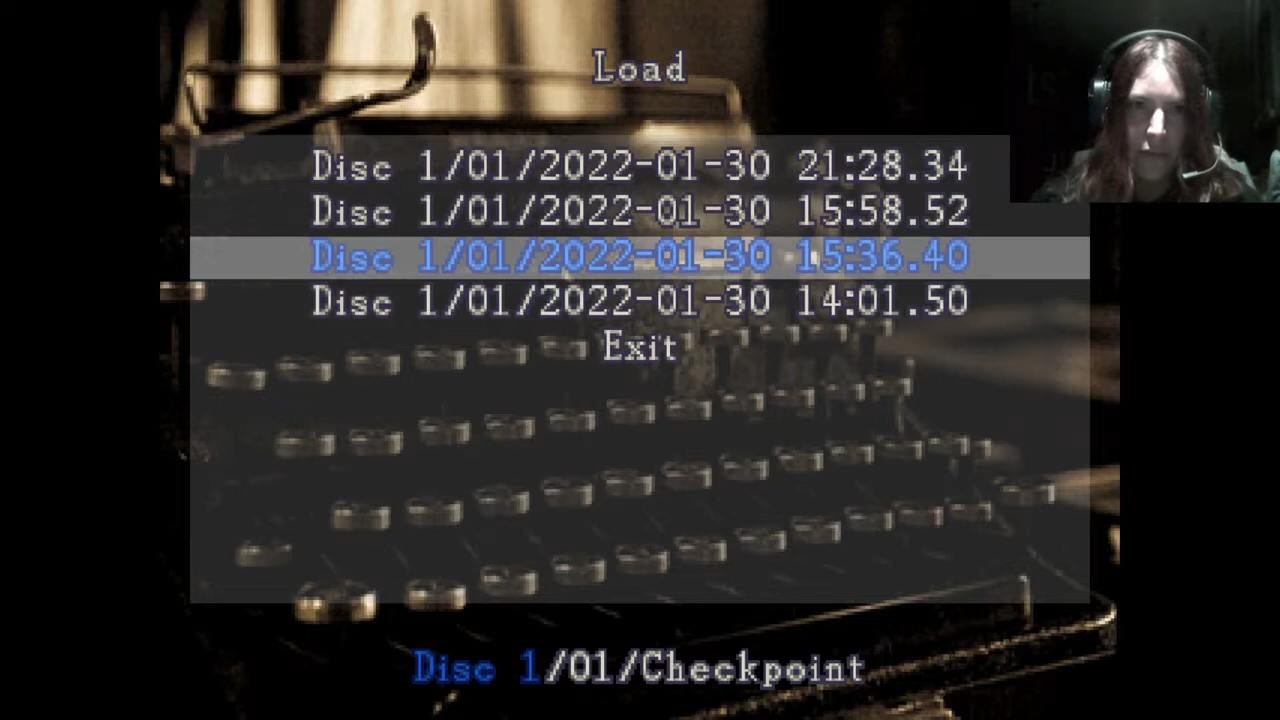 Load
Disc 1/01/2022-01-30 21:28.34
Disc 1/01/2022-01-30 15:58.52
Disc 1/01/2022-01-30 15:36.40
Disc 1/01/2022-01-30 14:01.50
Exit
Disc 1/01/Checkpoint